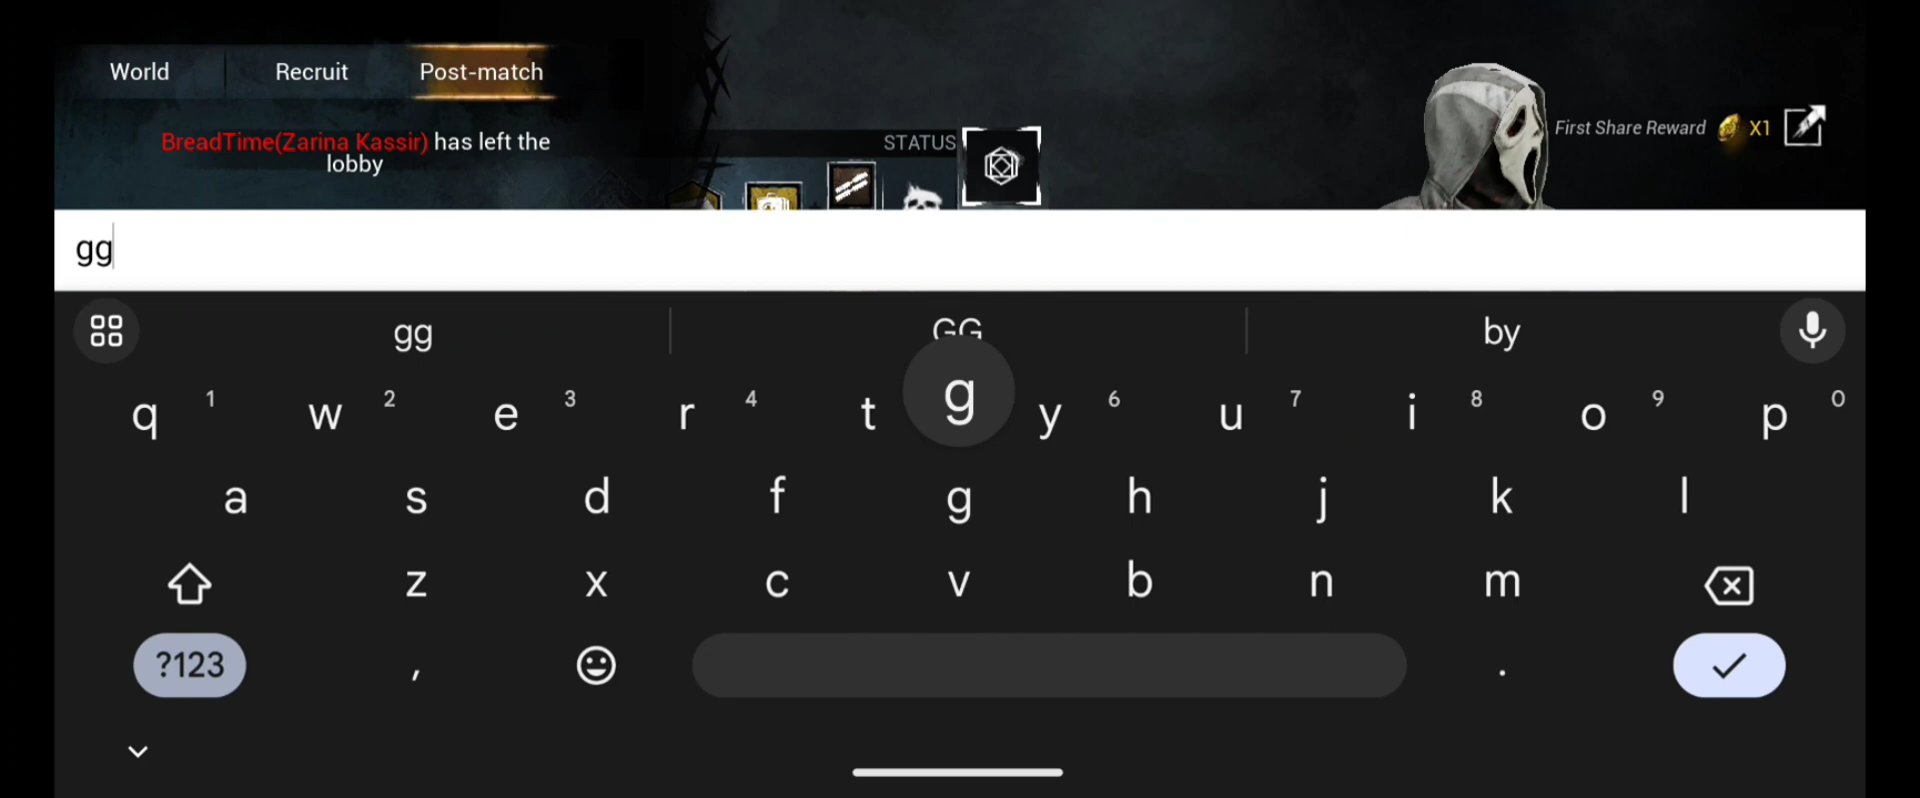 World
Recruit
Post-match
BreadTime(Zarina Kassir) has left the
lobby
STATUS
First Share Reward
X1
gg
gg
GG
by
q 1 w 2 e 3 r 4 t g y 6 u 7 i 8 o 9 p 0
a s d f g h j k l
z x c v b n m
?123 , .